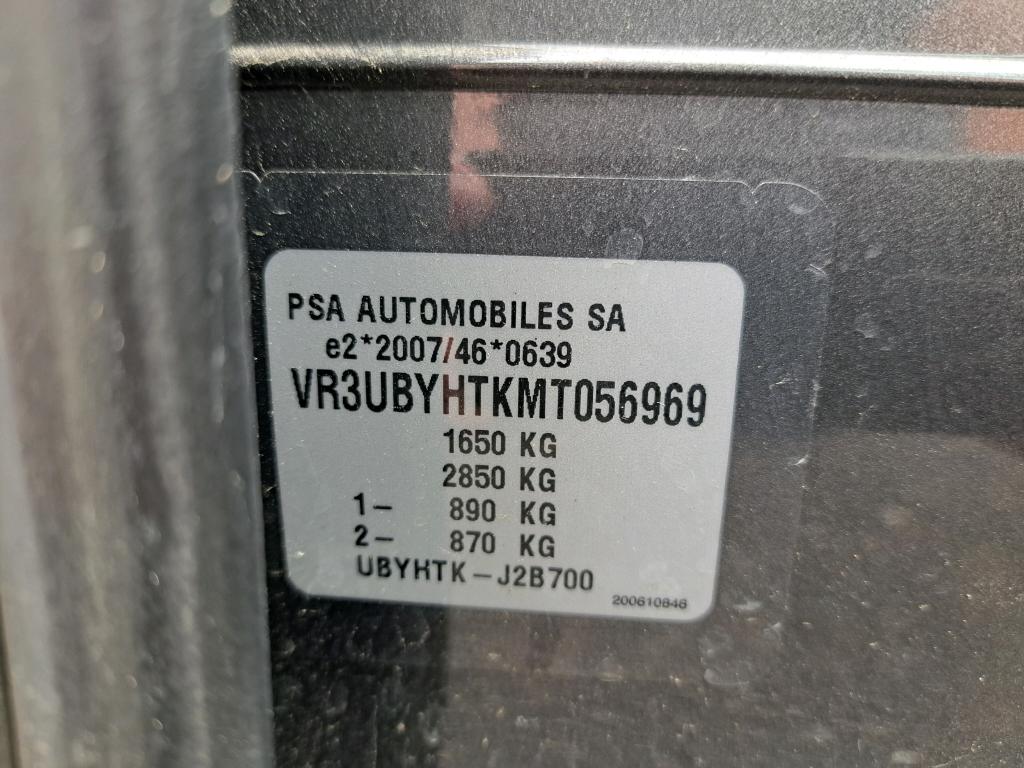 PSA AUTOMOBILES SA
e2*2007/46*0639
VR3UBYHTKMT056969
1650 KG
2850 KG
1- 890 KG
2- 870 KG
UBYHTK-J2B700
200610846